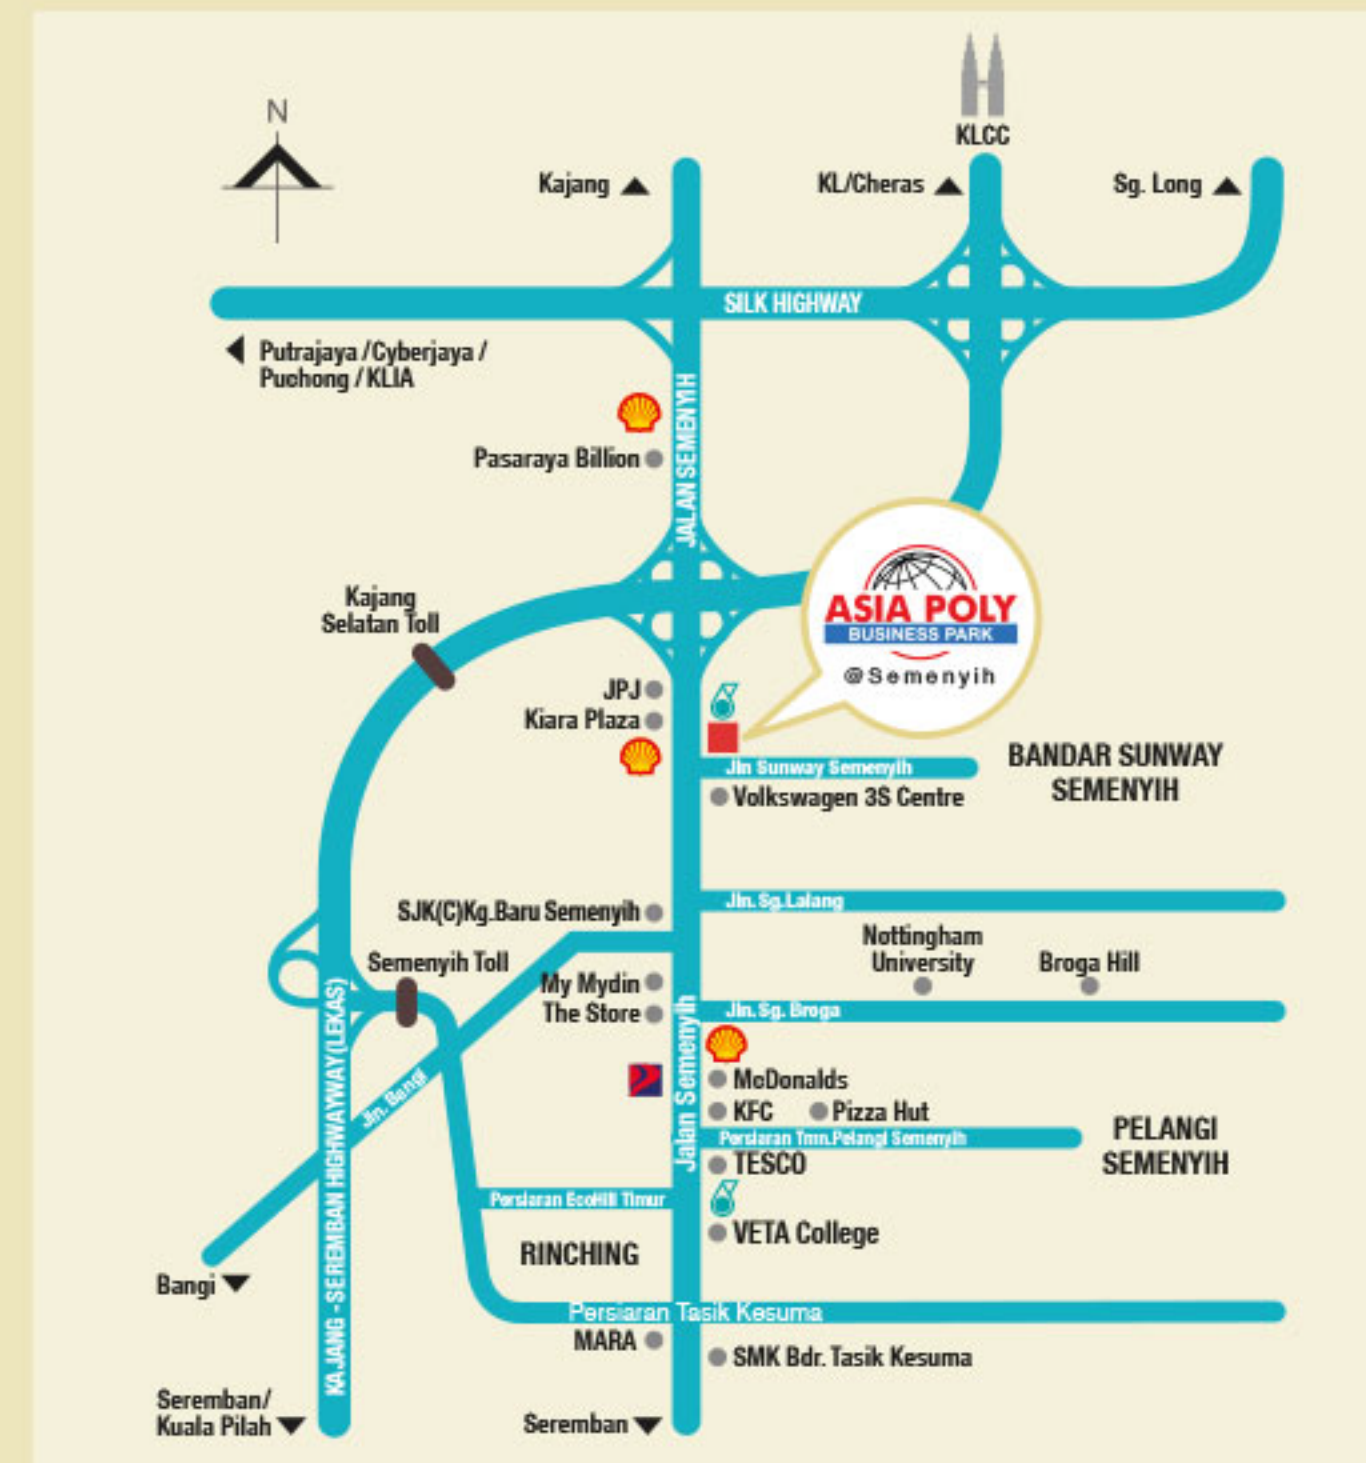 KLCC
N
Kajang
KL/Cheras
Sg. Long
SILK HIGHWAY
Putrajaya /Cyberjaya /
Puchong / KLIA
JALAN SEMENYIH
Pasaraya Billion
Kajang
Selatan Toll
ASIA POLY
BUSINESS PARK
@Semenyih
JPJ
Kiara Plaza
Jln Sunway Semenyih
BANDAR SUNWAY
SEMENYIH
Volkswagen 3S Centre
Jln. Sg. Lalang
SJK(C)Kg.Baru Semenyih
Nottingham
University
Broga Hill
Semenyih Toll
My Mydin
The Store
Jln. Sg. Broga
Jalan Semenyih
McDonalds
KFC
Pizza Hut
Jln. Bangi
PELANGI
SEMENYIH
Persiaran Tmn.Pelangi Semenyih
TESCO
KAJANG - SEREMBAN HIGHWAYWAY (LEKAS)
Persiaran EcoHill Timur
VETA College
RINCHING
Bangi
Persiaran Tasik Kesuma
MARA
SMK Bdr. Tasik Kesuma
Seremban/
Kuala Pilah
Seremban